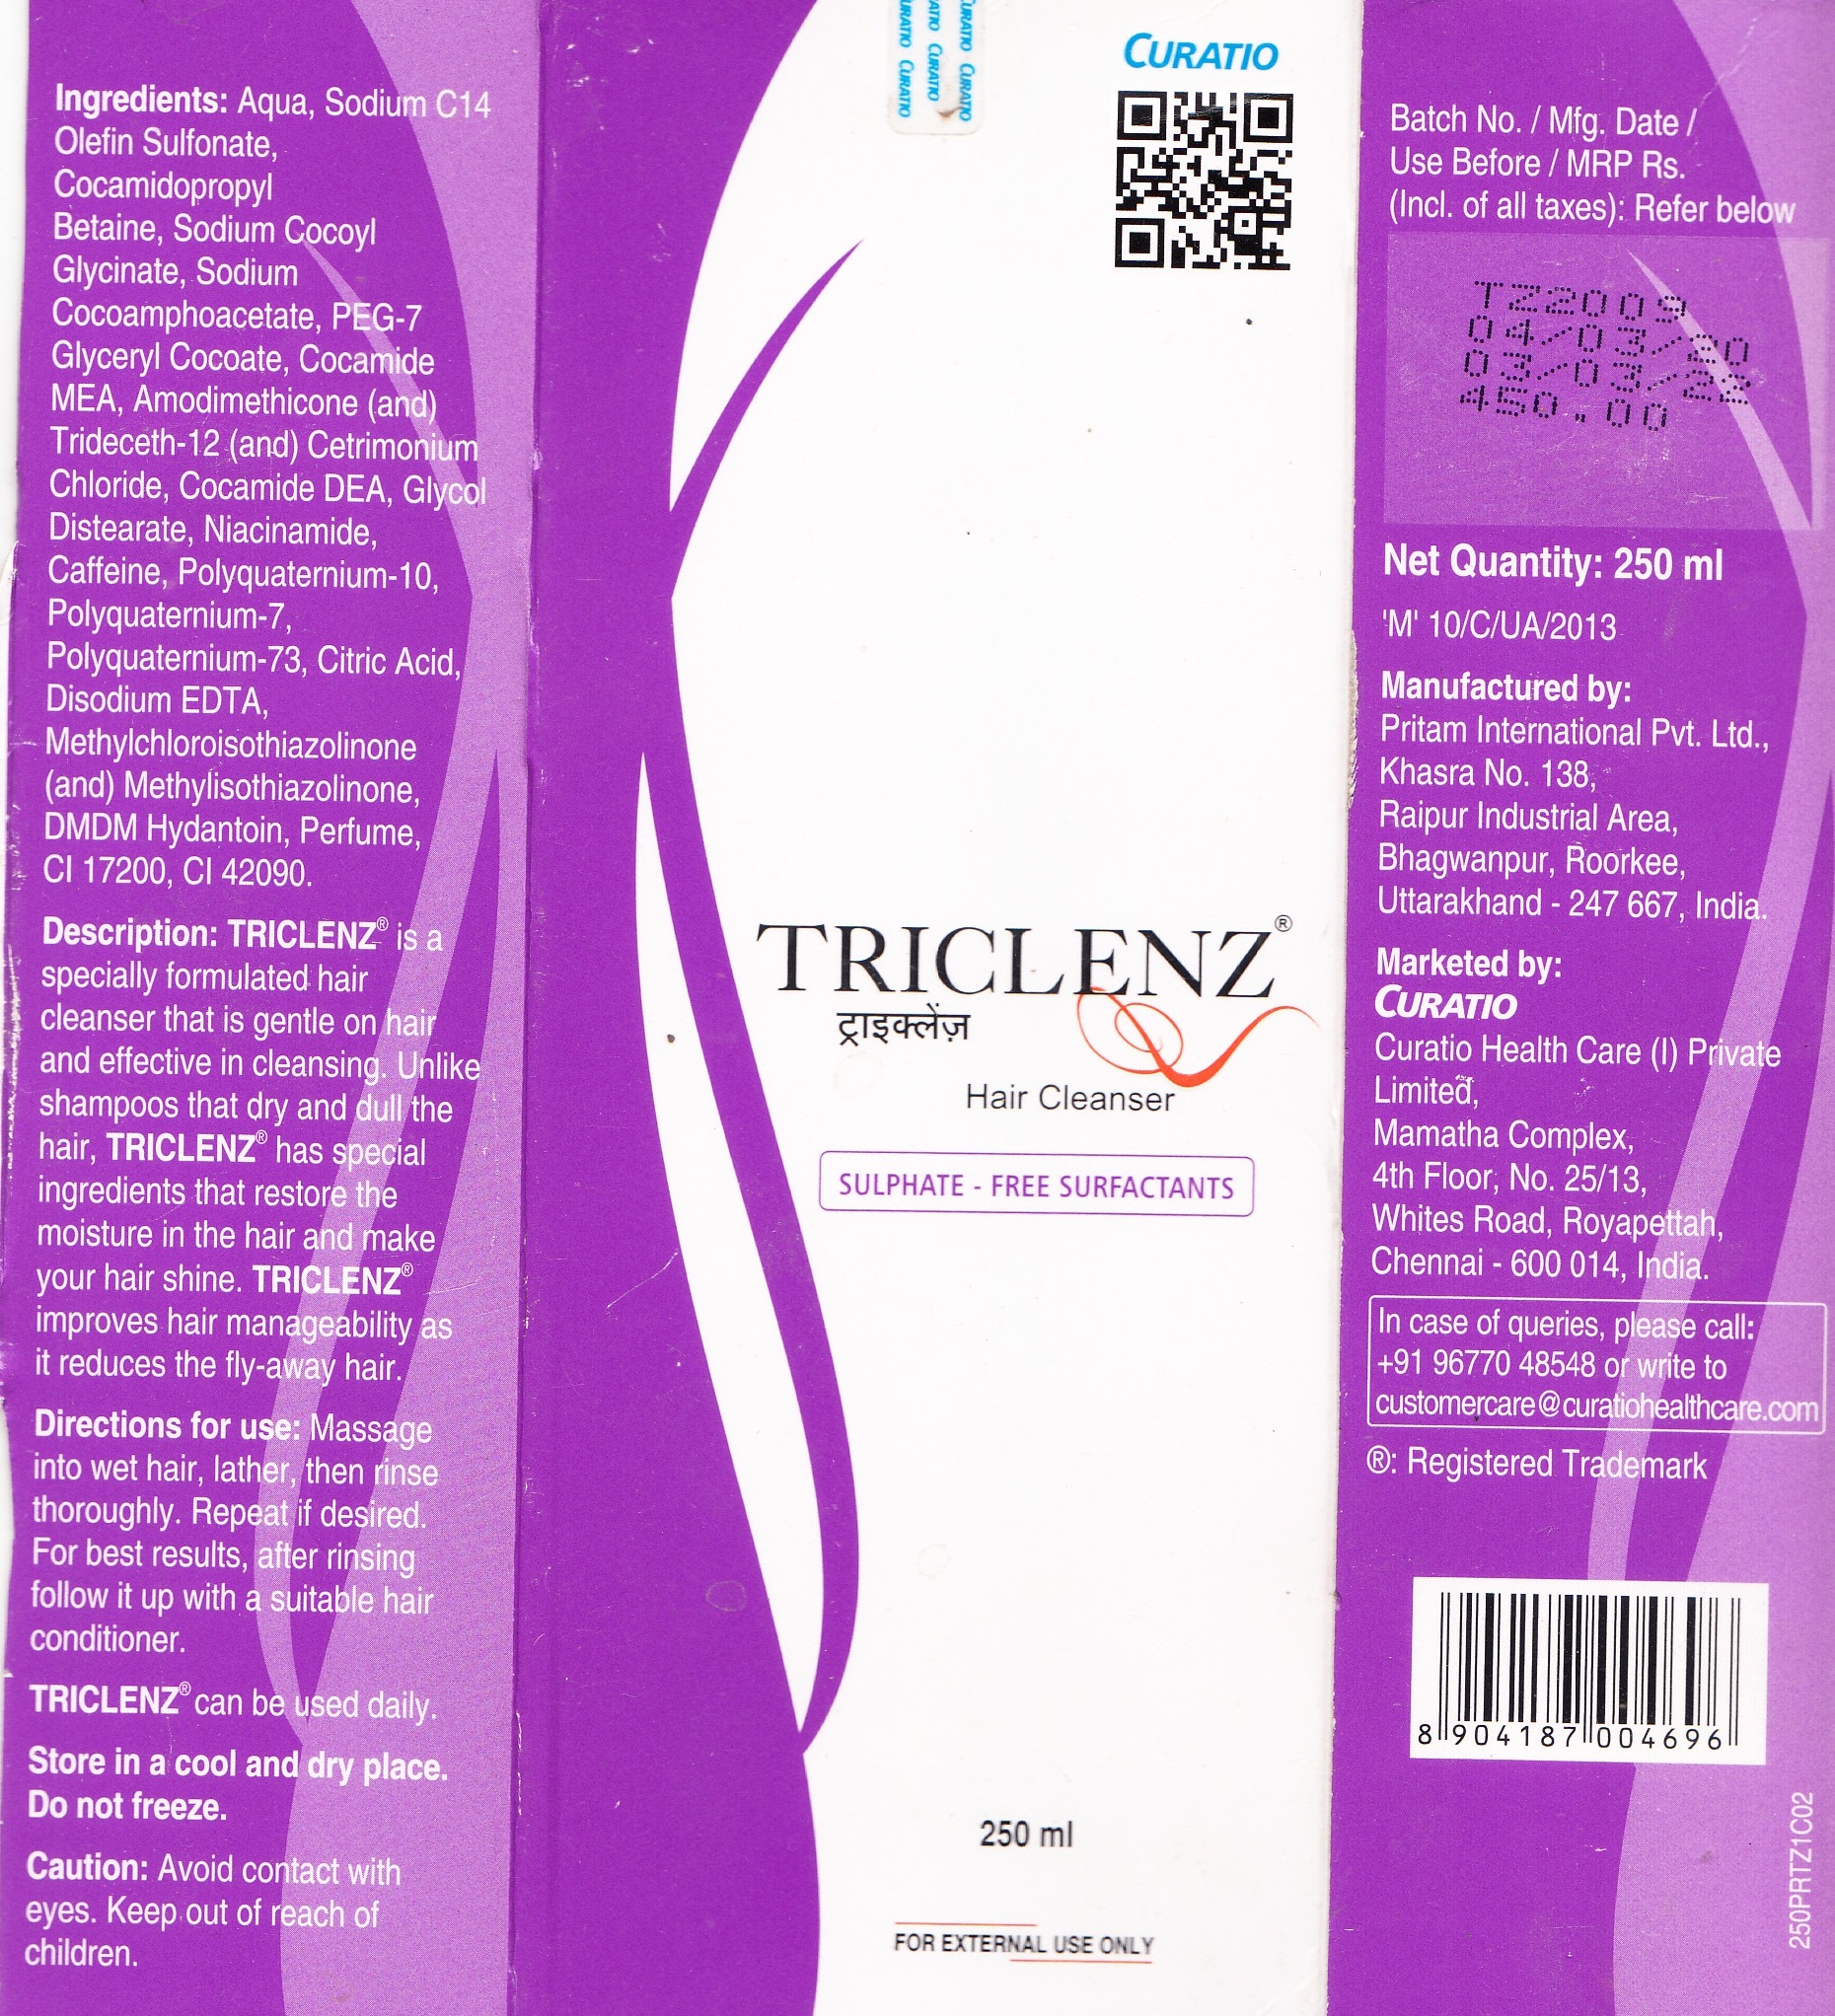 Ingredients: Aqua, Sodium C14
Olefin Sulfonate,
Cocamidopropyl
Betaine, Sodium Cocoyl
Glycinate, Sodium
Cocoamphoacetate, PEG-7
Glyceryl Cocoate, Cocamide
MEA, Amodimethicone (and)
Trideceth-12 (and) Cetrimonium
Chloride, Cocamide DEA, Glycol
Distearate, Niacinamide,
Caffeine, Polyquaternium-10,
Polyquaternium-7,
Polyquaternium-73, Citric Acid,
Disodium EDTA,
Methylchloroisothiazolinone
(and) Methylisothiazolinone,
DMDM Hydantoin, Perfume,
CI 17200, CI 42090.
Description: TRICLENZ® is a
specially formulated hair
cleanser that is gentle on hair
and effective in cleansing. Unlike
shampoos that dry and dull the
hair, TRICLENZ® has special
ingredients that restore the
moisture in the hair and make
your hair shine. TRICLENZ®
improves hair manageability as
it reduces the fly-away hair.
Directions for use: Massage
into wet hair, lather, then rinse
thoroughly. Repeat if desired.
For best results, after rinsing
follow it up with a suitable hair
conditioner.
TRICLENZ® can be used daily.
Store in a cool and dry place.
Do not freeze.
Caution: Avoid contact with
eyes. Keep out of reach of
children.
CURATIO CURATIO
CURATIO CURATIO
CURATIO CURATIO
CURATIO
TRICLENZ®
ट्राइक्लेंज़
Hair Cleanser
SULPHATE - FREE SURFACTANTS
250 ml
FOR EXTERNAL USE ONLY
Batch No. / Mfg. Date /
Use Before / MRP Rs.
(Incl. of all taxes): Refer below
TZ2009
04/03/20
03/03/22
450.00
Net Quantity: 250 ml
'M' 10/C/UA/2013
Manufactured by:
Pritam International Pvt. Ltd.,
Khasra No. 138,
Raipur Industrial Area,
Bhagwanpur, Roorkee,
Uttarakhand - 247 667, India.
Marketed by:
CURATIO
Curatio Health Care (I) Private
Limited,
Mamatha Complex,
4th Floor, No. 25/13,
Whites Road, Royapettah,
Chennai - 600 014, India.
In case of queries, please call:
+91 96770 48548 or write to
customercare@curatiohealthcare.com
®: Registered Trademark
8 904187 004696
250PRTZ1C02